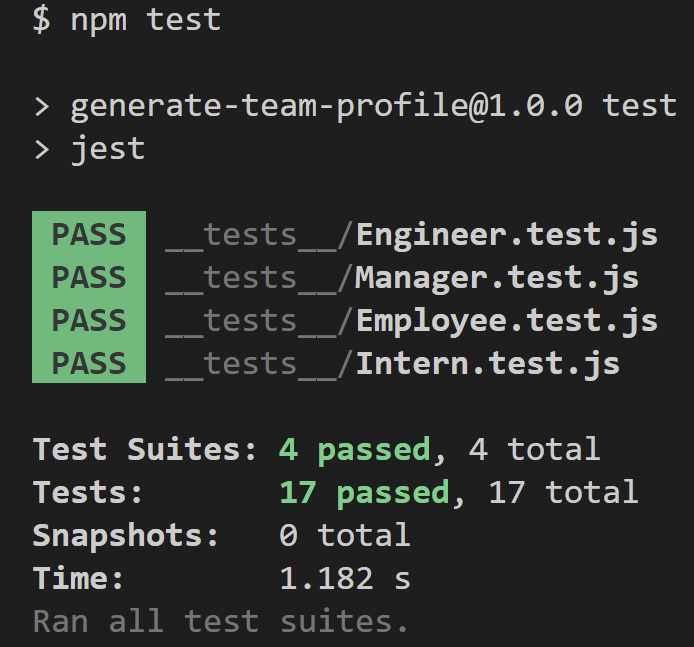 $ npm test
> generate-team-profile@1.0.0 test
> jest
PASS __tests__/Engineer.test.js
PASS __tests__/Manager.test.js
PASS __tests__/Employee.test.js
PASS __tests__/Intern.test.js
Test Suites: 4 passed, 4 total
Tests: 17 passed, 17 total
Snapshots: 0 total
Time: 1.182 s
Ran all test suites.